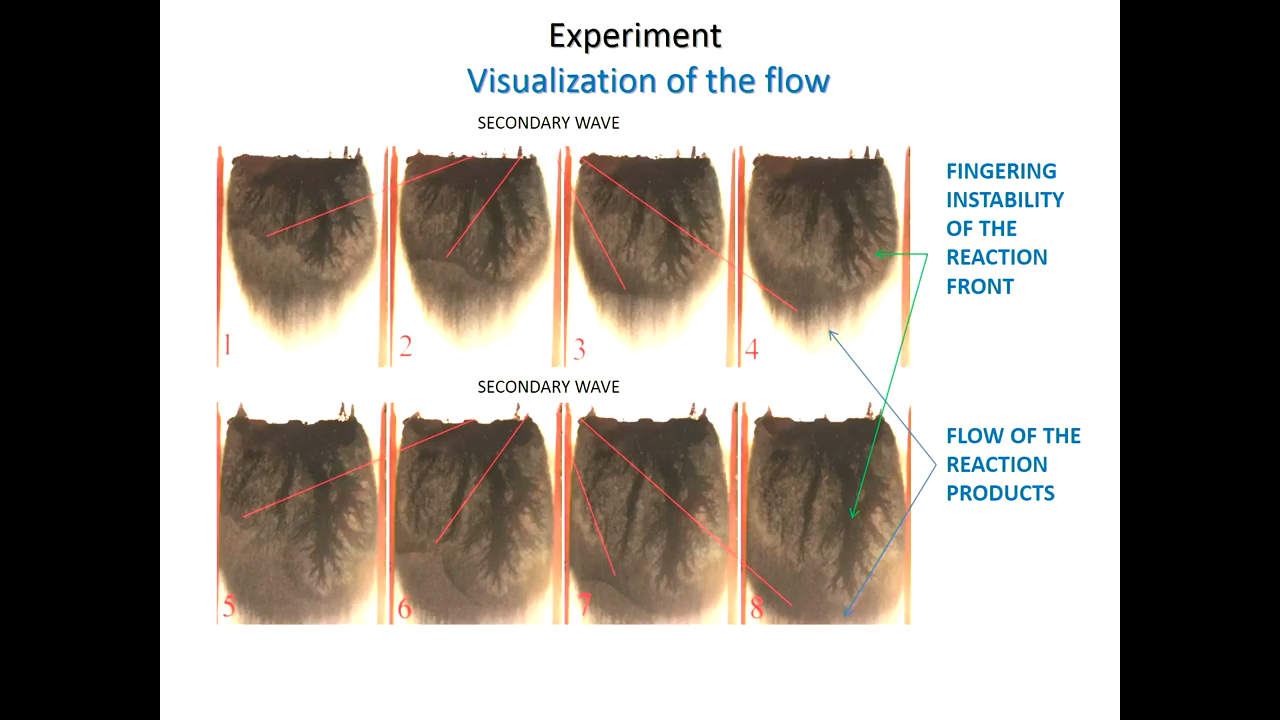 Experiment
Visualization of the flow
SECONDARY WAVE
1
2
3
4
FINGERING
INSTABILITY
OF THE
REACTION
FRONT
SECONDARY WAVE
5
6
7
8
FLOW OF THE
REACTION
PRODUCTS